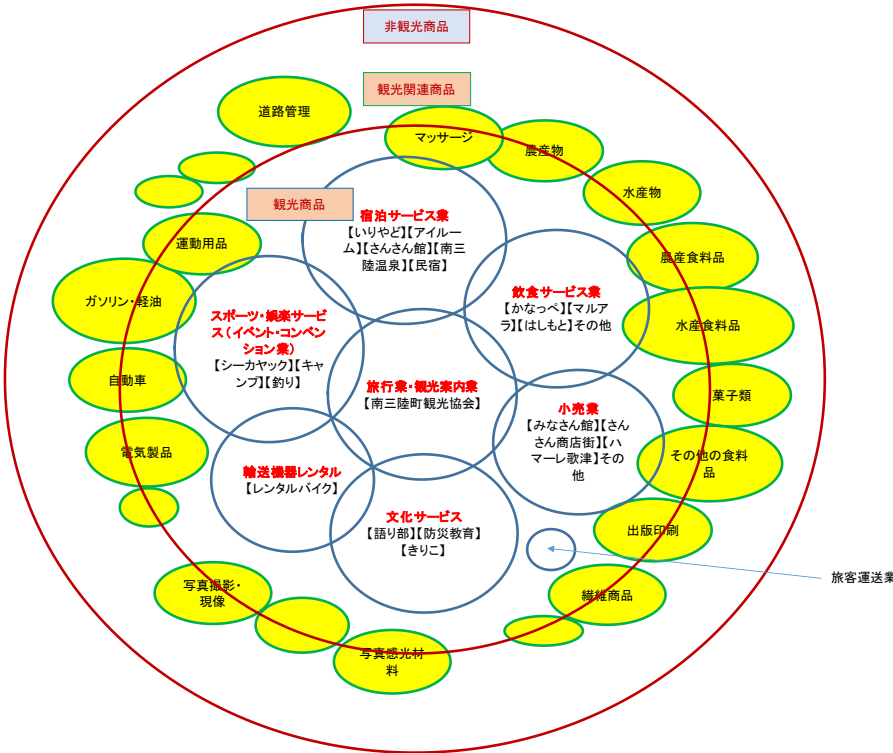 非観光商品
観光関連商品
道路管理
マッサージ
農産物
水産物
観光商品
宿泊サービス業
【いりやど】【アイルー
ム】【さんさん館】【南三
陸温泉】【民宿】
運動用品
農産食料品
ガソリン・軽油
スポーツ・娯楽サービ
ス（イベント・コンベン
ション業）
【シーカヤック】【キャ
ンプ】【釣り】
飲食サービス業
【かなっぺ】【マルア
ラ】【はしもと】その他
水産食料品
自動車
旅行業・観光案内業
【南三陸町観光協会】
菓子類
小売業
【みなさん館】【さん
さん商店街】【ハ
マーレ歌津】その
他
電気製品
その他の食料
品
輸送機器レンタル
【レンタルバイク】
文化サービス
【語り部】【防災教育】
【きりこ】
出版印刷
旅客運送業
写真撮影・
現像
繊維商品
写真感光材
料